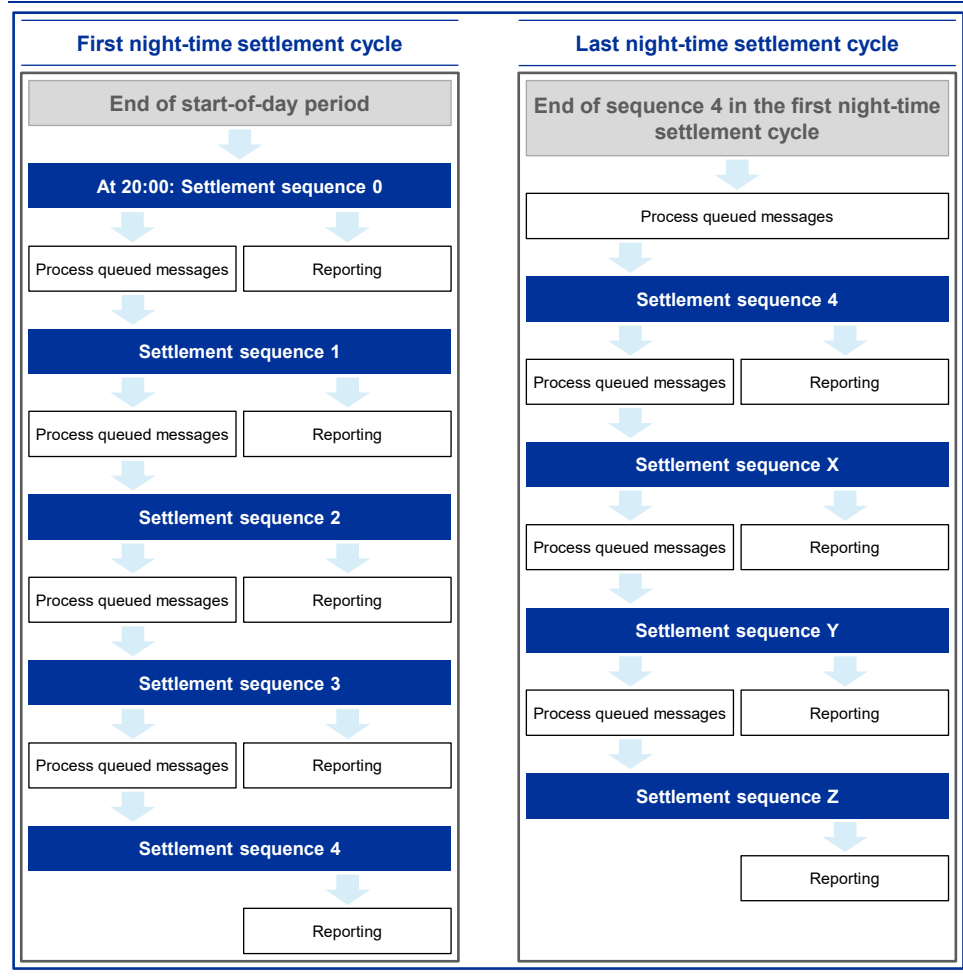 First night-time settlement cycle
End of start-of-day period
At 20:00: Settlement sequence 0
Process queued messages
Reporting
Settlement sequence 1
Process queued messages
Reporting
Settlement sequence 2
Process queued messages
Reporting
Settlement sequence 3
Process queued messages
Reporting
Settlement sequence 4
Reporting
Last night-time settlement cycle
End of sequence 4 in the first night-time
settlement cycle
Process queued messages
Settlement sequence 4
Process queued messages
Reporting
Settlement sequence X
Process queued messages
Reporting
Settlement sequence Y
Process queued messages
Reporting
Settlement sequence Z
Reporting